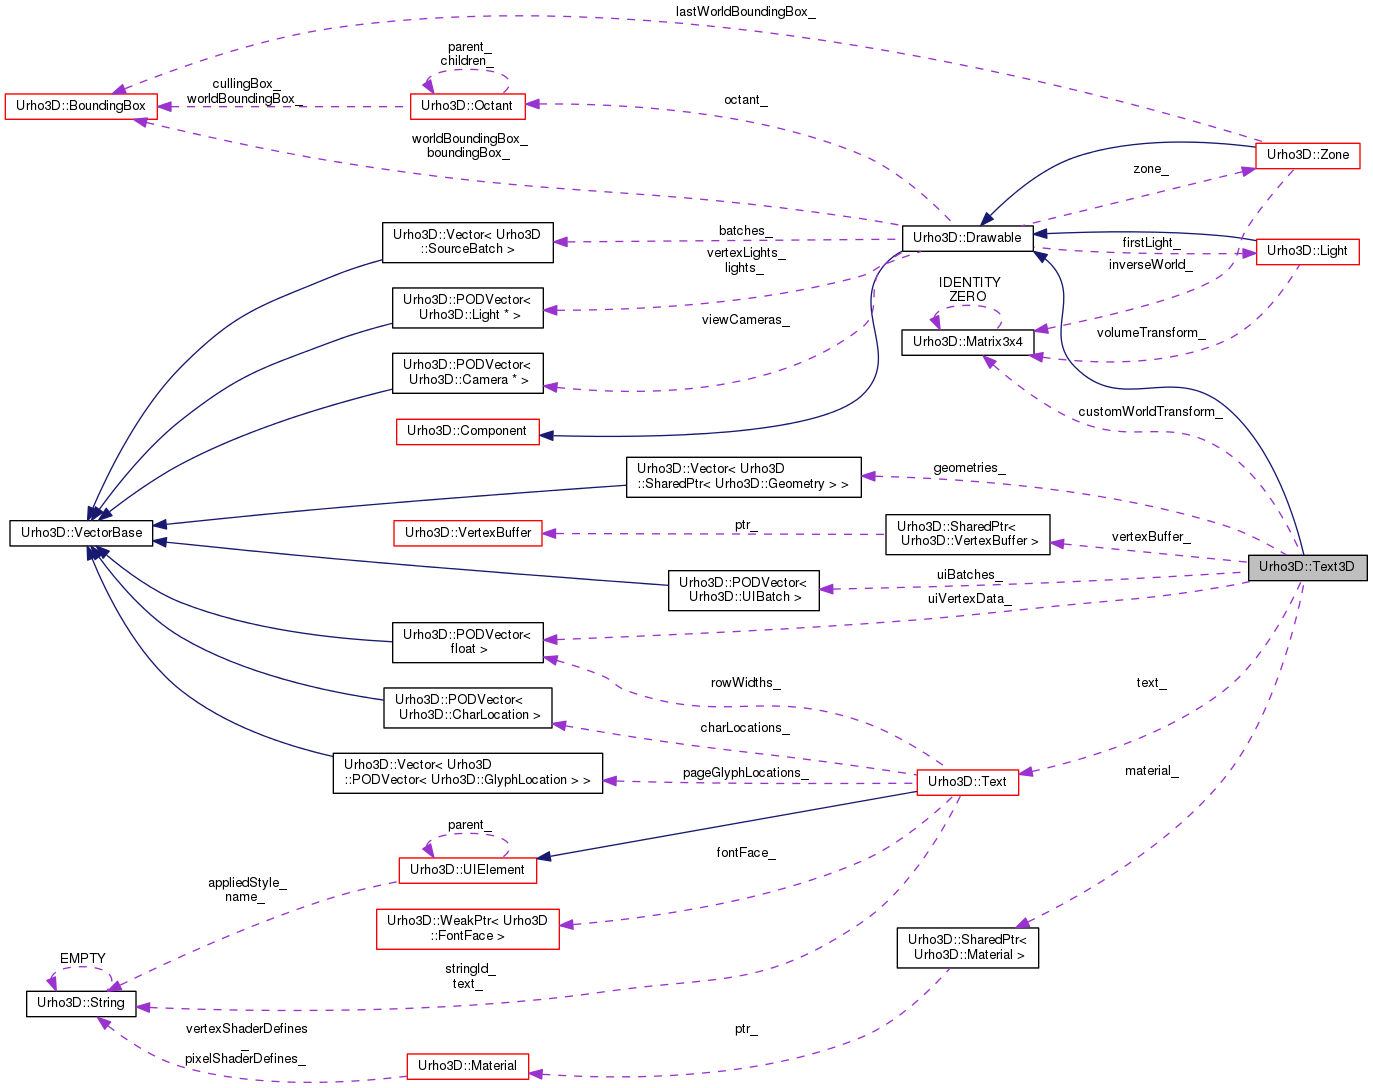 lastWorldBoundingBox_
parent_
children_
cullingBox_
worldBoundingBox_
Urho3D::BoundingBox
Urho3D::Octant
octant_
worldBoundingBox_
boundingBox_
Urho3D::Zone
zone_
Urho3D::Vector< Urho3D
::SourceBatch >
batches_
Urho3D::Drawable
firstLight_
Urho3D::Light
vertexLights_
lights_
inverseWorld_
IDENTITY
ZERO
Urho3D::PODVector<
Urho3D::Light * >
viewCameras_
Urho3D::Matrix3x4
volumeTransform_
Urho3D::PODVector<
Urho3D::Camera * >
customWorldTransform_
Urho3D::Component
geometries_
Urho3D::Vector< Urho3D
::SharedPtr< Urho3D::Geometry > >
Urho3D::VectorBase
Urho3D::VertexBuffer
ptr_
Urho3D::SharedPtr<
Urho3D::VertexBuffer >
vertexBuffer_
Urho3D::Text3D
Urho3D::PODVector<
Urho3D::UIBatch >
uiBatches_
uiVertexData_
Urho3D::PODVector<
float >
rowWidths_
text_
Urho3D::PODVector<
Urho3D::CharLocation >
charLocations_
Urho3D::Vector< Urho3D
::PODVector< Urho3D::GlyphLocation > >
pageGlyphLocations_
Urho3D::Text
material_
parent_
Urho3D::UIElement
fontFace_
appliedStyle_
name_
Urho3D::WeakPtr< Urho3D
::FontFace >
Urho3D::SharedPtr<
Urho3D::Material >
EMPTY
Urho3D::String
stringId_
text_
vertexShaderDefines
_
pixelShaderDefines_
Urho3D::Material
ptr_